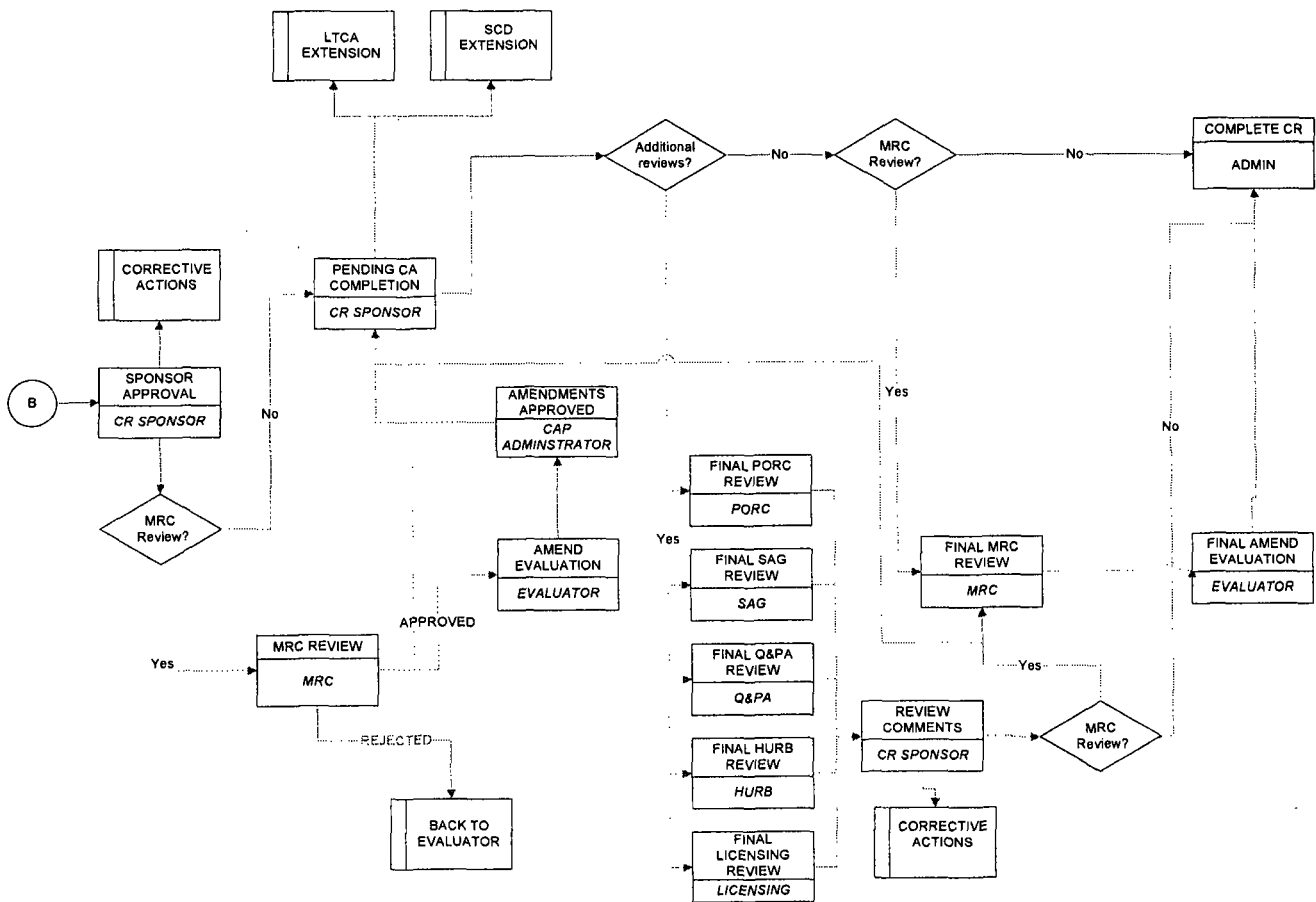 LTCA
EXTENSION
SCD
EXTENSION
Additional
reviews?
No
MRC
Review?
No
COMPLETE CR
ADMIN
CORRECTIVE
ACTIONS
PENDING CA
COMPLETION
CR SPONSOR
B
SPONSOR
APPROVAL
CR SPONSOR
No
AMENDMENTS
APPROVED
CAP
ADMINSTRATOR
Yes
No
MRC
Review?
FINAL PORC
REVIEW
PORC
Yes
AMEND
EVALUATION
EVALUATOR
FINAL SAG
REVIEW
SAG
FINAL MRC
REVIEW
MRC
FINAL AMEND
EVALUATION
EVALUATOR
APPROVED
Yes
MRC REVIEW
MRC
FINAL Q&PA
REVIEW
Q&PA
Yes
REVIEW
COMMENTS
CR SPONSOR
MRC
Review?
REJECTED
FINAL HURB
REVIEW
HURB
BACK TO
EVALUATOR
CORRECTIVE
ACTIONS
FINAL
LICENSING
REVIEW
LICENSING